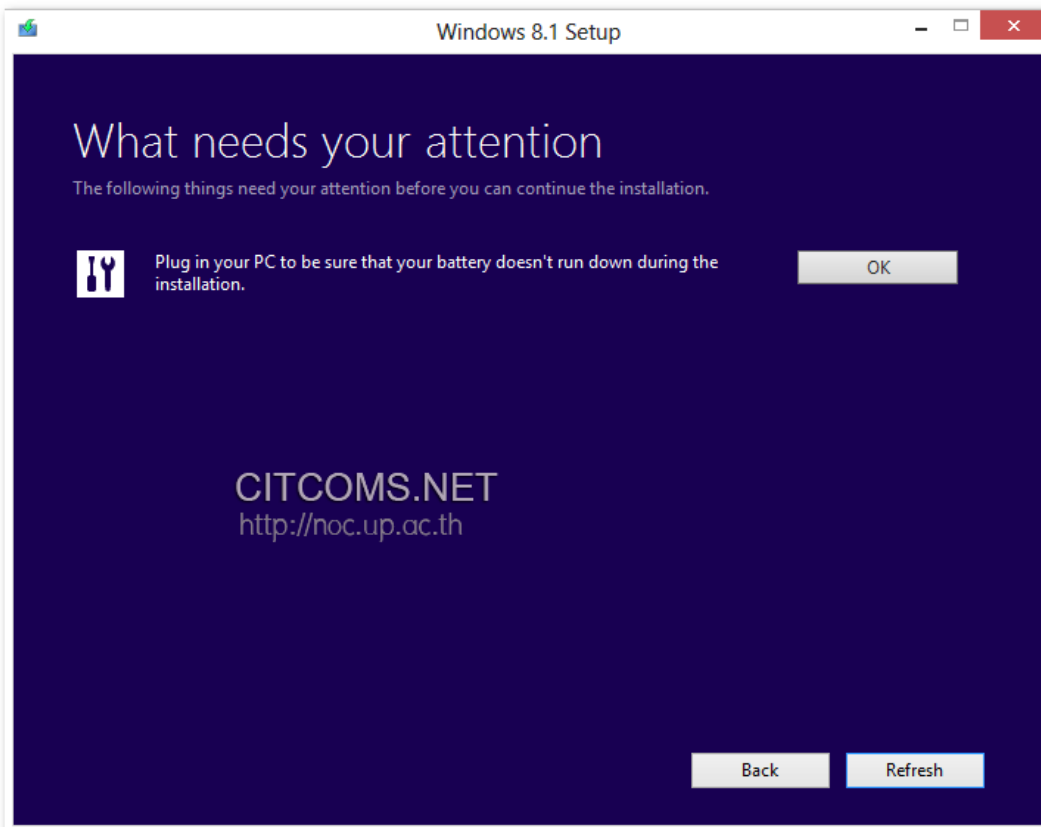 Windows 8.1 Setup
What needs your attention
The following things need your attention before you can continue the installation.
Plug in your PC to be sure that your battery doesn't run down during the
installation.
OK
CITCOMS.NET
http://noc.up.ac.th
Back
Refresh